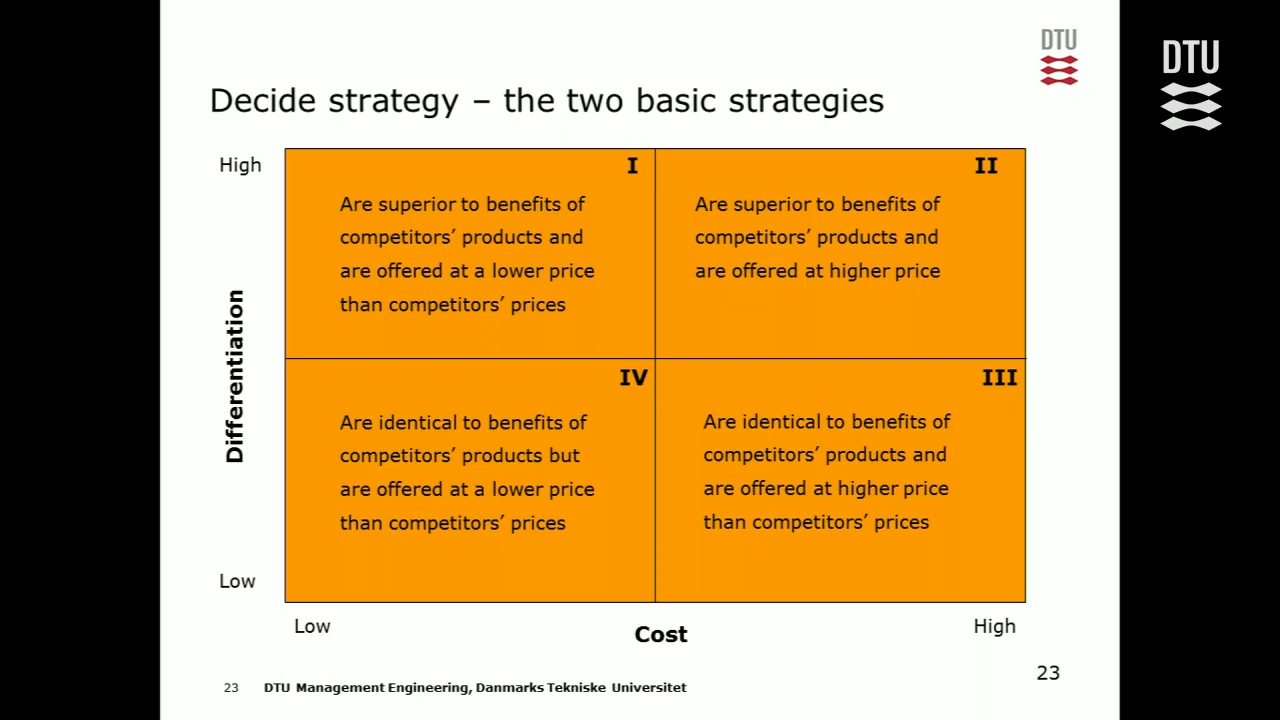 DTU
DTU
Decide strategy – the two basic strategies
High
I
Are superior to benefits of
competitors’ products and
are offered at a lower price
than competitors’ prices
II
Are superior to benefits of
competitors’ products and
are offered at higher price
Differentiation
IV
Are identical to benefits of
competitors’ products but
are offered at a lower price
than competitors’ prices
III
Are identical to benefits of
competitors’ products and
are offered at higher price
than competitors’ prices
Low
Low
Cost
High
23
23 DTU Management Engineering, Danmarks Tekniske Universitet